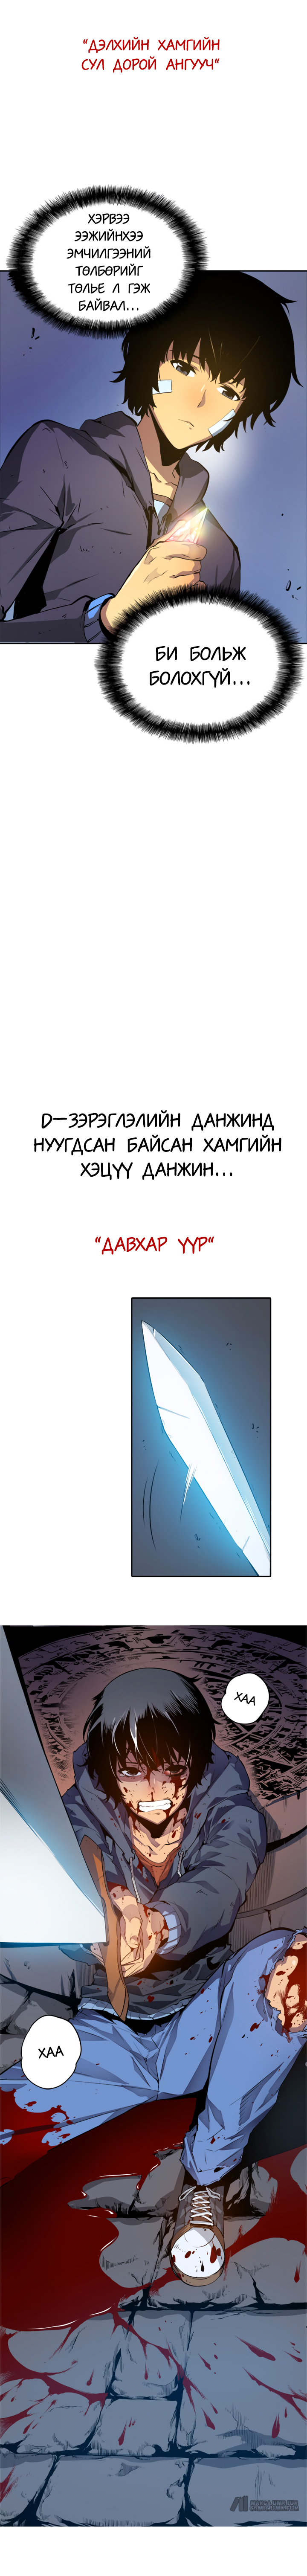 "ДЭЛХИЙН ХАМГИЙН
СУЛ ДОРОЙ АНГУУЧ"
ХЭРВЭЭ
ЭЭЖИЙНХЭЭ
ЭМЧИЛГЭЭНИЙ
ТӨЛБӨРИЙГ
ТӨЛЬЕ Л ГЭЖ
БАЙВАЛ...
БИ БОЛЬЖ
БОЛОХГҮЙ...
D-ЗЭРЭГЛЭЛИЙН ДАНЖИНД
НУУГДСАН БАЙСАН ХАМГИЙН
ХЭЦҮҮ ДАНЖИН...
"ДАВХАР ҮҮР"
ХАА
ХАА